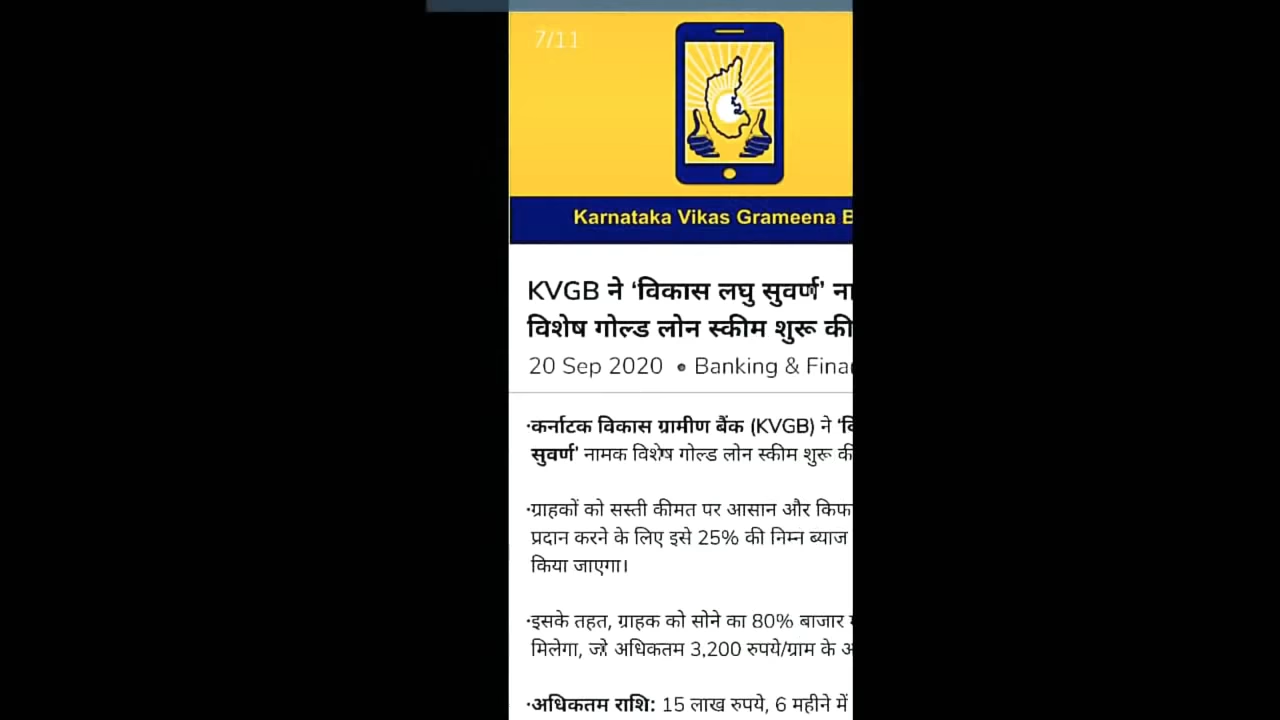 7/11
Karnataka Vikas Grameena B
KVGB ने ‘विकास लघु सुवर्ण’ ना
विशेष गोल्ड लोन स्कीम शुरू की
20 Sep 2020 • Banking & Finan
·कर्नाटक विकास ग्रामीण बैंक (KVGB) ने ‘वि
सुवर्ण’ नामक विशेष गोल्ड लोन स्कीम शुरू की
·ग्राहकों को सस्ती कीमत पर आसान और किफ
प्रदान करने के लिए इसे 25% की निम्न ब्याज
किया जाएगा।
·इसके तहत, ग्राहक को सोने का 80% बाजार
मिलेगा, जो अधिकतम 3,200 रुपये/ग्राम के अ
·अधिकतम राशि: 15 लाख रुपये, 6 महीने में